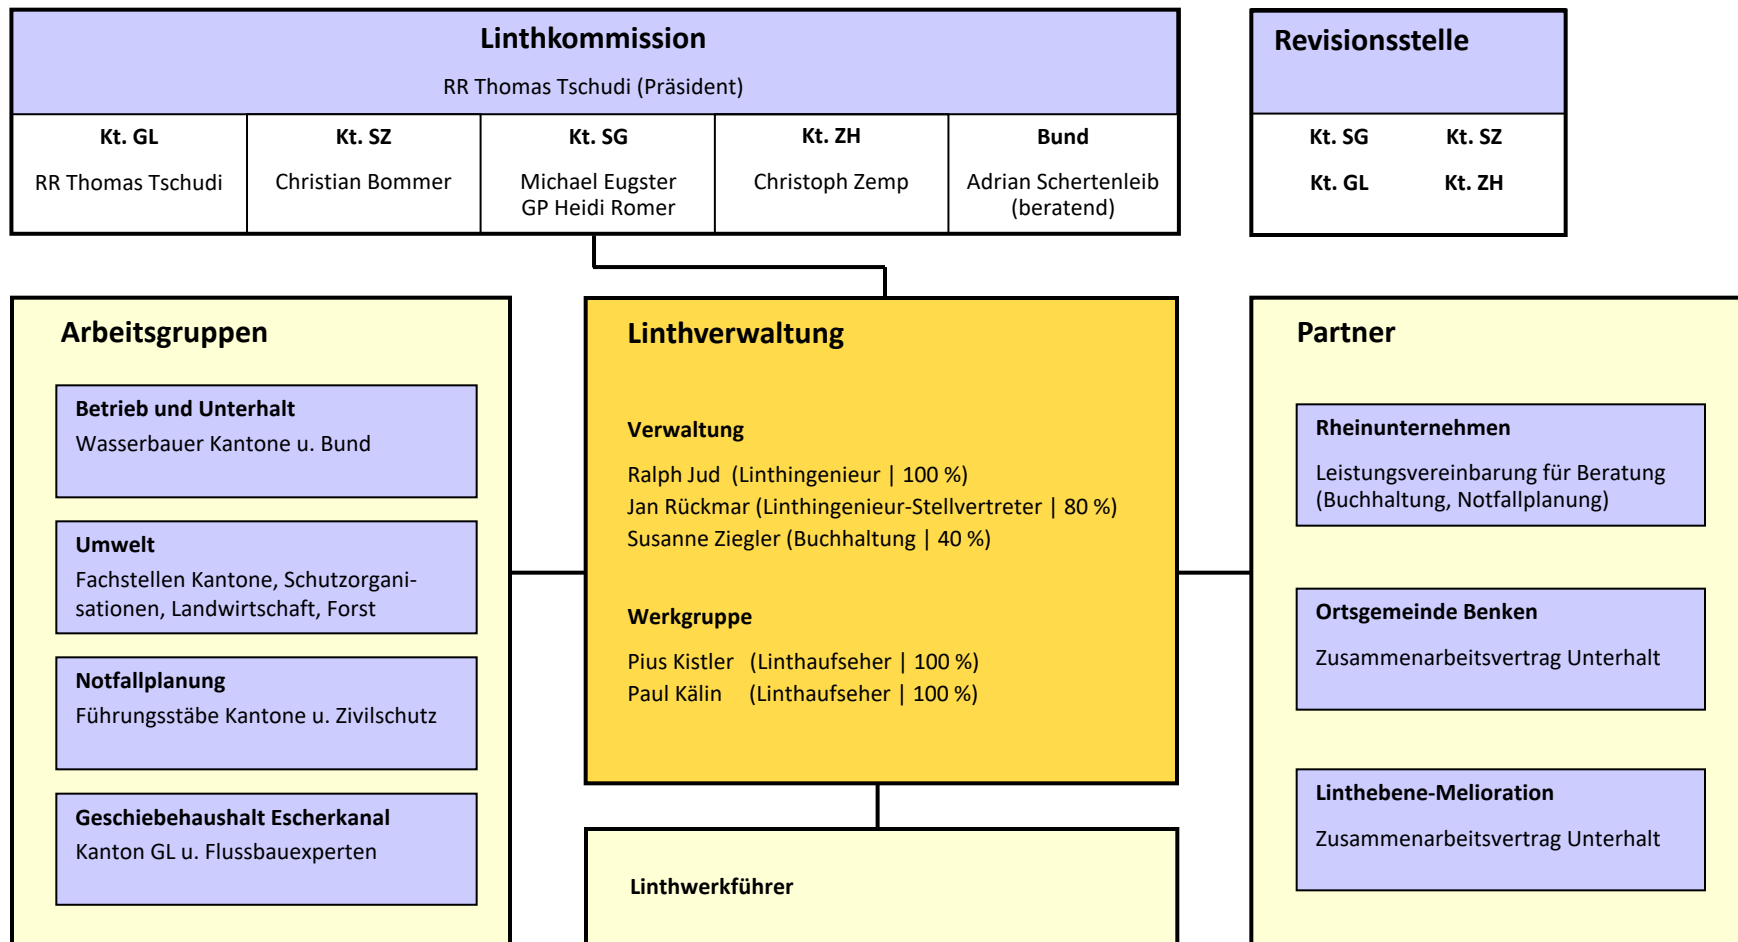 Linthkommission
RR Thomas Tschudi (Präsident)
Kt. GL
RR Thomas Tschudi
Kt. SZ
Christian Bommer
Kt. SG
Michael Eugster
GP Heidi Romer
Kt. ZH
Christoph Zemp
Bund
Adrian Schertenleib
(beratend)
Revisionsstelle
Kt. SG Kt. SZ
Kt. GL Kt. ZH
Arbeitsgruppen
Betrieb und Unterhalt
Wasserbauer Kantone u. Bund
Umwelt
Fachstellen Kantone, Schutzorgani-
sationen, Landwirtschaft, Forst
Notfallplanung
Führungsstäbe Kantone u. Zivilschutz
Geschiebehaushalt Escherkanal
Kanton GL u. Flussbauexperten
Linthverwaltung
Verwaltung
Ralph Jud (Linthingenieur | 100 %)
Jan Rückmar (Linthingenieur-Stellvertreter | 80 %)
Susanne Ziegler (Buchhaltung | 40 %)
Werkgruppe
Pius Kistler (Linthaufseher | 100 %)
Paul Kälin (Linthaufseher | 100 %)
Linthwerkführer
Partner
Rheinunternehmen
Leistungsvereinbarung für Beratung
(Buchhaltung, Notfallplanung)
Ortsgemeinde Benken
Zusammenarbeitsvertrag Unterhalt
Linthebene-Melioration
Zusammenarbeitsvertrag Unterhalt